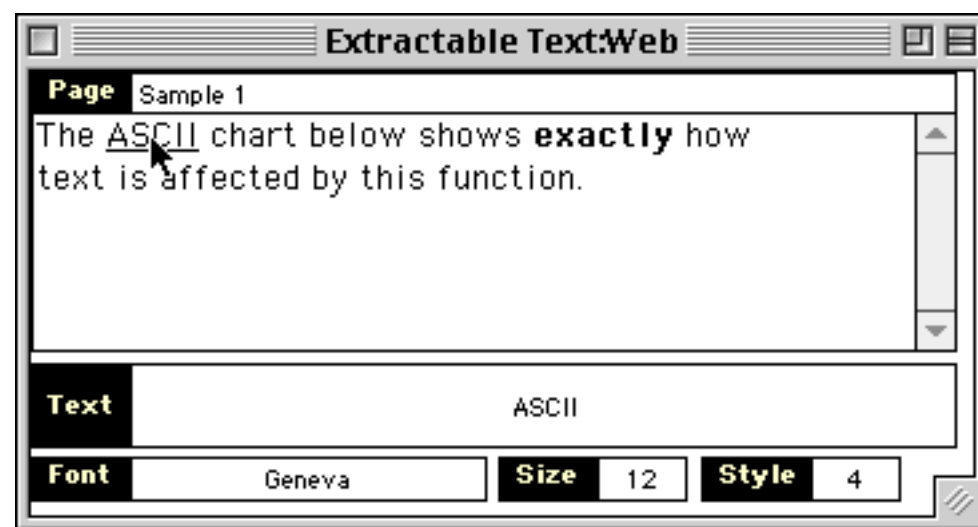 Extractable Text:Web
Page Sample 1
The ASCII chart below shows exactly how
text is affected by this function.
Text ASCII
Font Geneva Size 12 Style 4